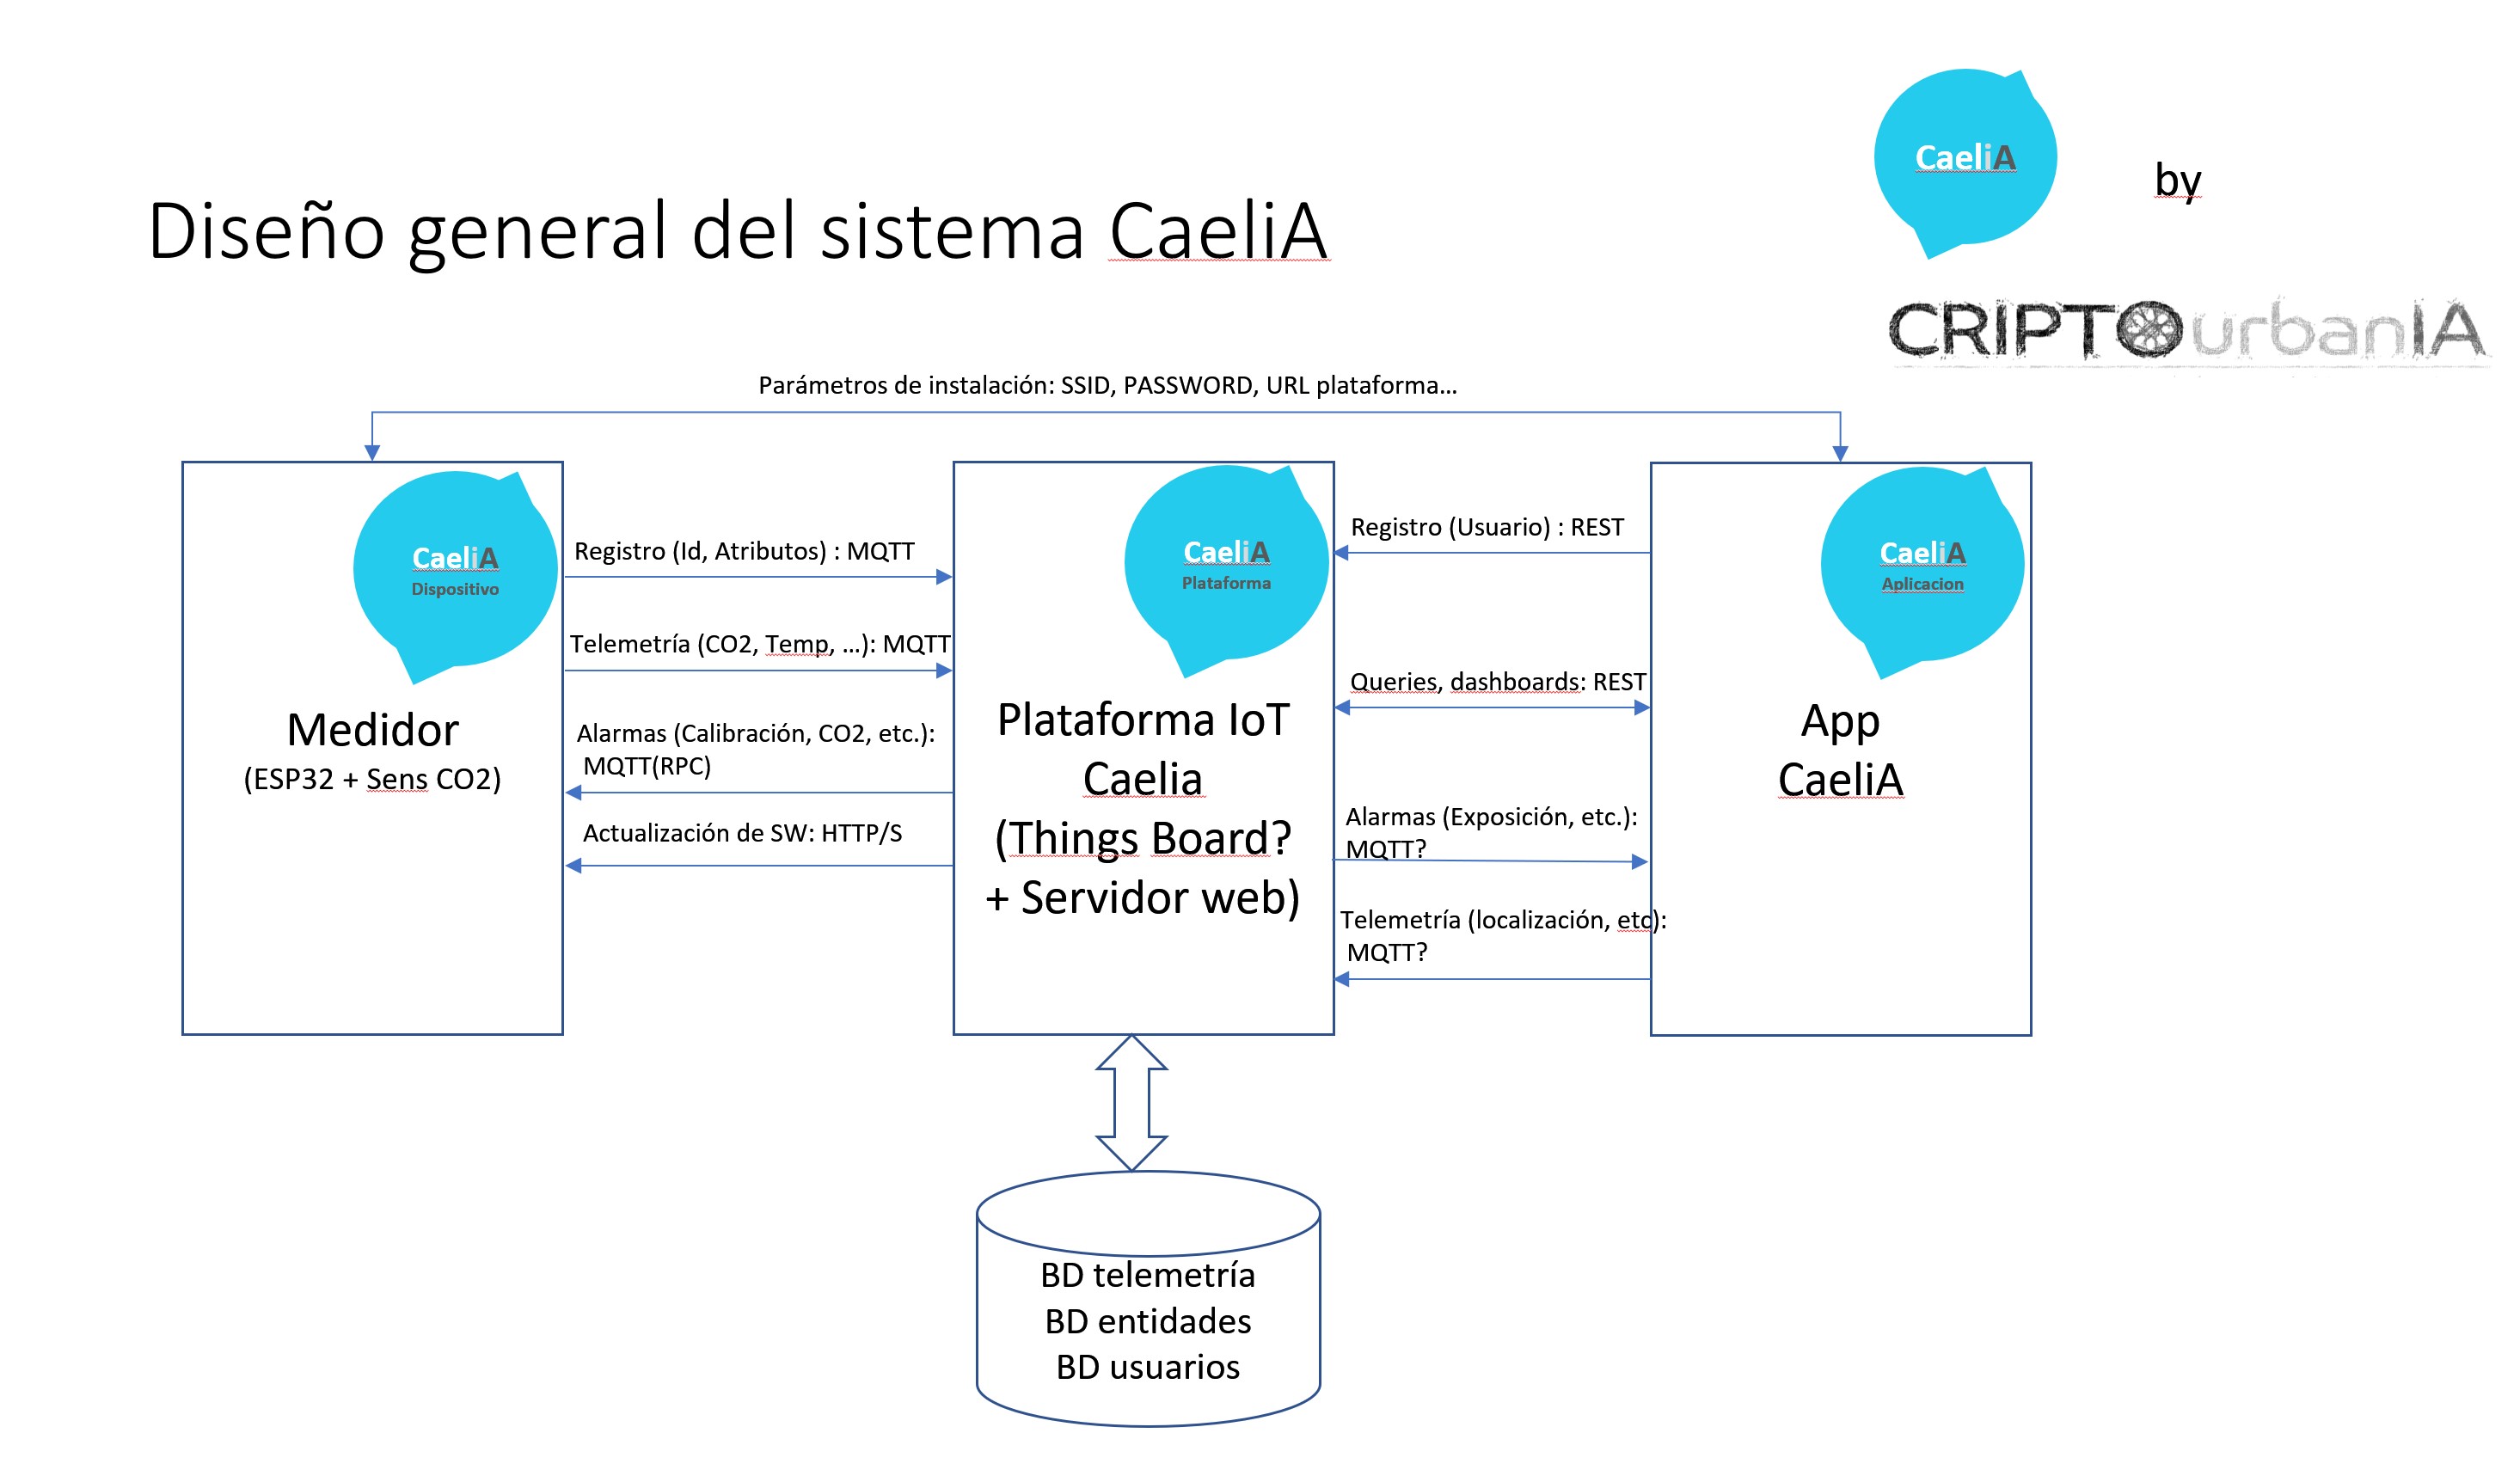 CaeliA
by
Diseño general del sistema CaeliA
CRIPTOurbanIA
Parámetros de instalación: SSID, PASSWORD, URL plataforma...
CaeliA
Dispositivo
Medidor
(ESP32 + Sens CO2)
Registro (Id, Atributos) : MQTT
Telemetría (CO2, Temp, ...): MQTT
Alarmas (Calibración, CO2, etc.):
MQTT(RPC)
Actualización de SW: HTTP/S
CaeliA
Plataforma
Plataforma IoT
Caelia
(Things Board?
+ Servidor web)
Registro (Usuario) : REST
Queries, dashboards: REST
Alarmas (Exposición, etc.):
MQTT?
Telemetría (localización, etc):
MQTT?
CaeliA
Aplicacion
App
CaeliA
BD telemetría
BD entidades
BD usuarios